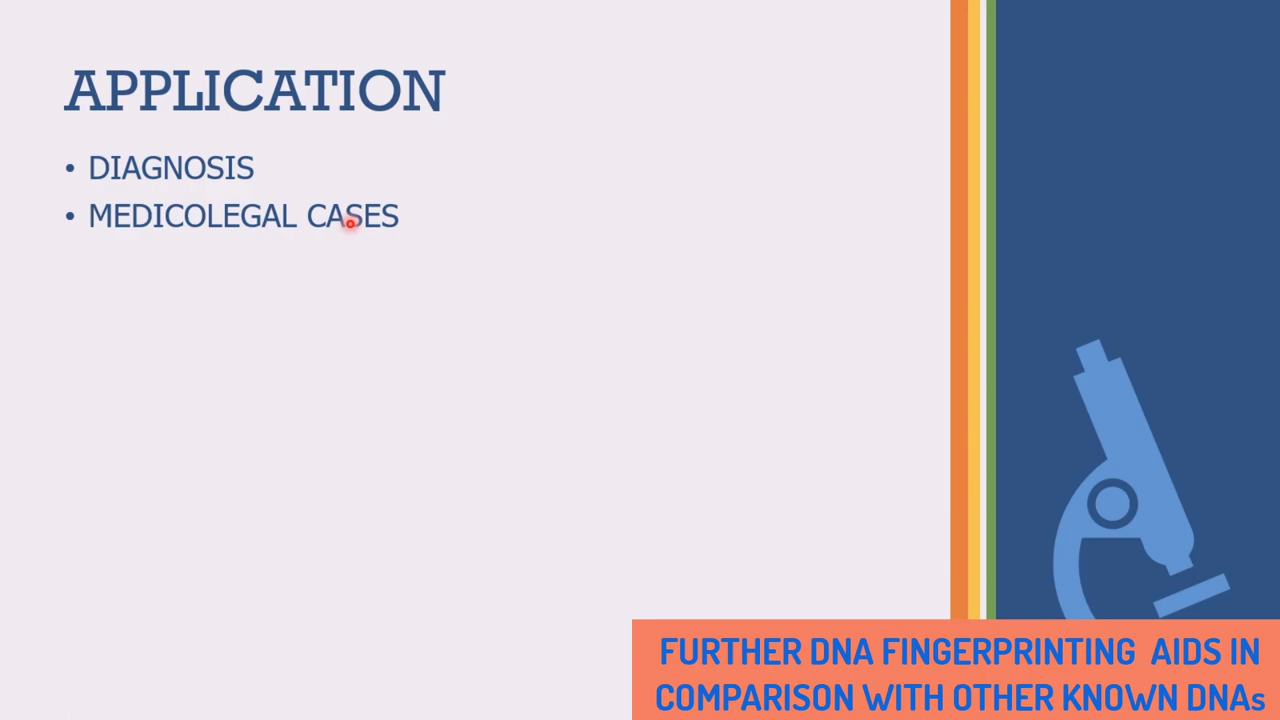 APPLICATION
• DIAGNOSIS
• MEDICOLEGAL CASES
FURTHER DNA FINGERPRINTING AIDS IN
COMPARISON WITH OTHER KNOWN DNAs